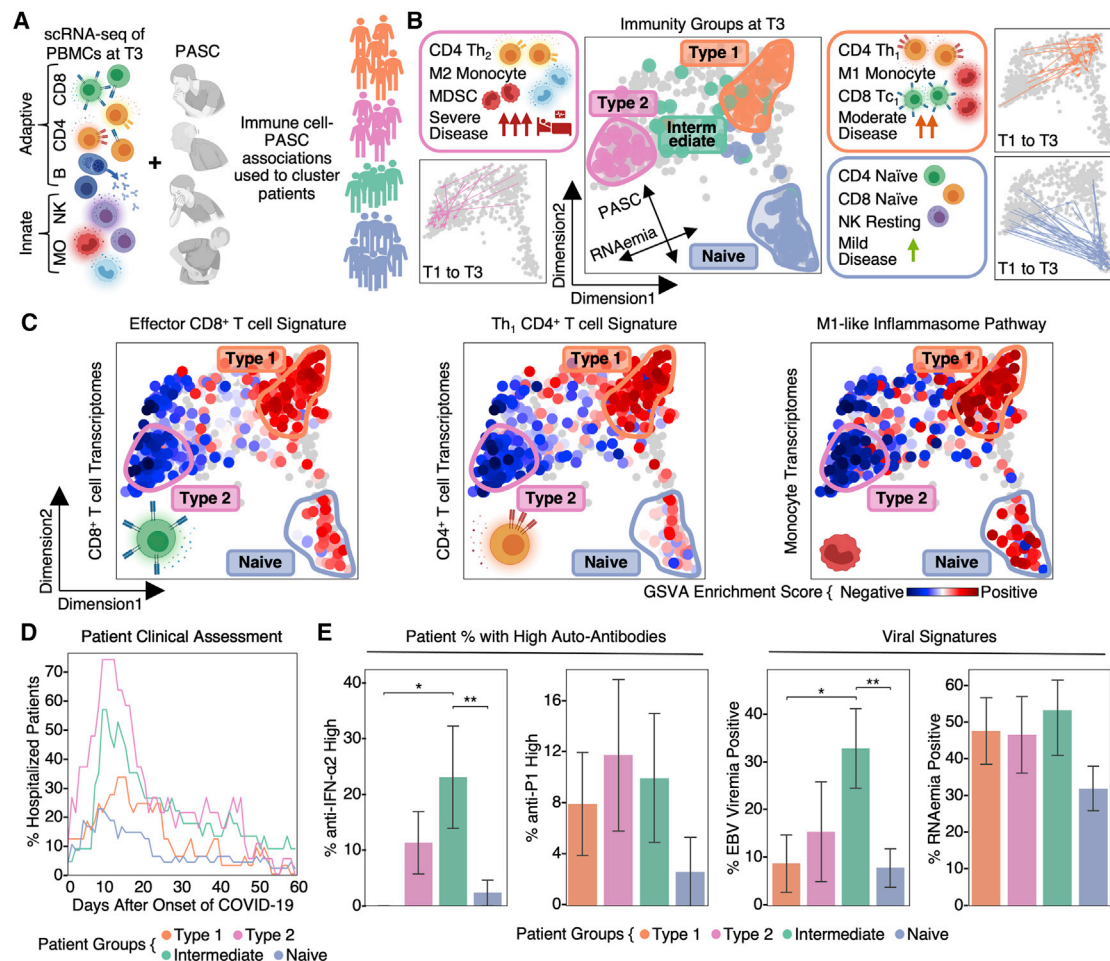 A
scRNA-seq of
PBMCs at T3
PASC
Adaptive
Innate
CD8
CD4
B
NK
MO
+
Immune cell-
PASC
associations
used to cluster
patients
B
Immunity Groups at T3
CD4 Th2
M2 Monocyte
MDSC
Severe
Disease
T1 to T3
Type 1
Type 2
Interm
ediate
Naive
PASC
RNAemia
Dimension2
Dimension1
CD4 Th1
M1 Monocyte
CD8 Tc1
Moderate
Disease
CD4 Naïve
CD8 Naïve
NK Resting
Mild
Disease
T1 to T3
T1 to T3
C
Effector CD8+ T cell Signature
Th1 CD4+ T cell Signature
M1-like Inflammasome Pathway
CD8+ T cell Transcriptomes
Type 1
Type 2
Naive
CD4+ T cell Transcriptomes
Type 1
Type 2
Naive
Monocyte Transcriptomes
Type 1
Type 2
Naive
Dimension2
Dimension1
GSVA Enrichment Score { Negative Positive
D
Patient Clinical Assessment
% Hospitalized Patients
70
60
50
40
30
20
10
0
0 10 20 30 40 50 60
Days After Onset of COVID-19
Patient Groups { Type 1 Type 2
Intermediate Naive
E
Patient % with High Auto-Antibodies
Viral Signatures
% anti-IFN-α2 High
40
30
20
10
0
* **
% anti-P1 High
16
12
8
4
0
% EBV Viremia Positive
40
30
20
10
0
* **
% RNAemia Positive
60
50
40
30
20
10
0
Patient Groups { Type 1 Type 2 Intermediate Naive